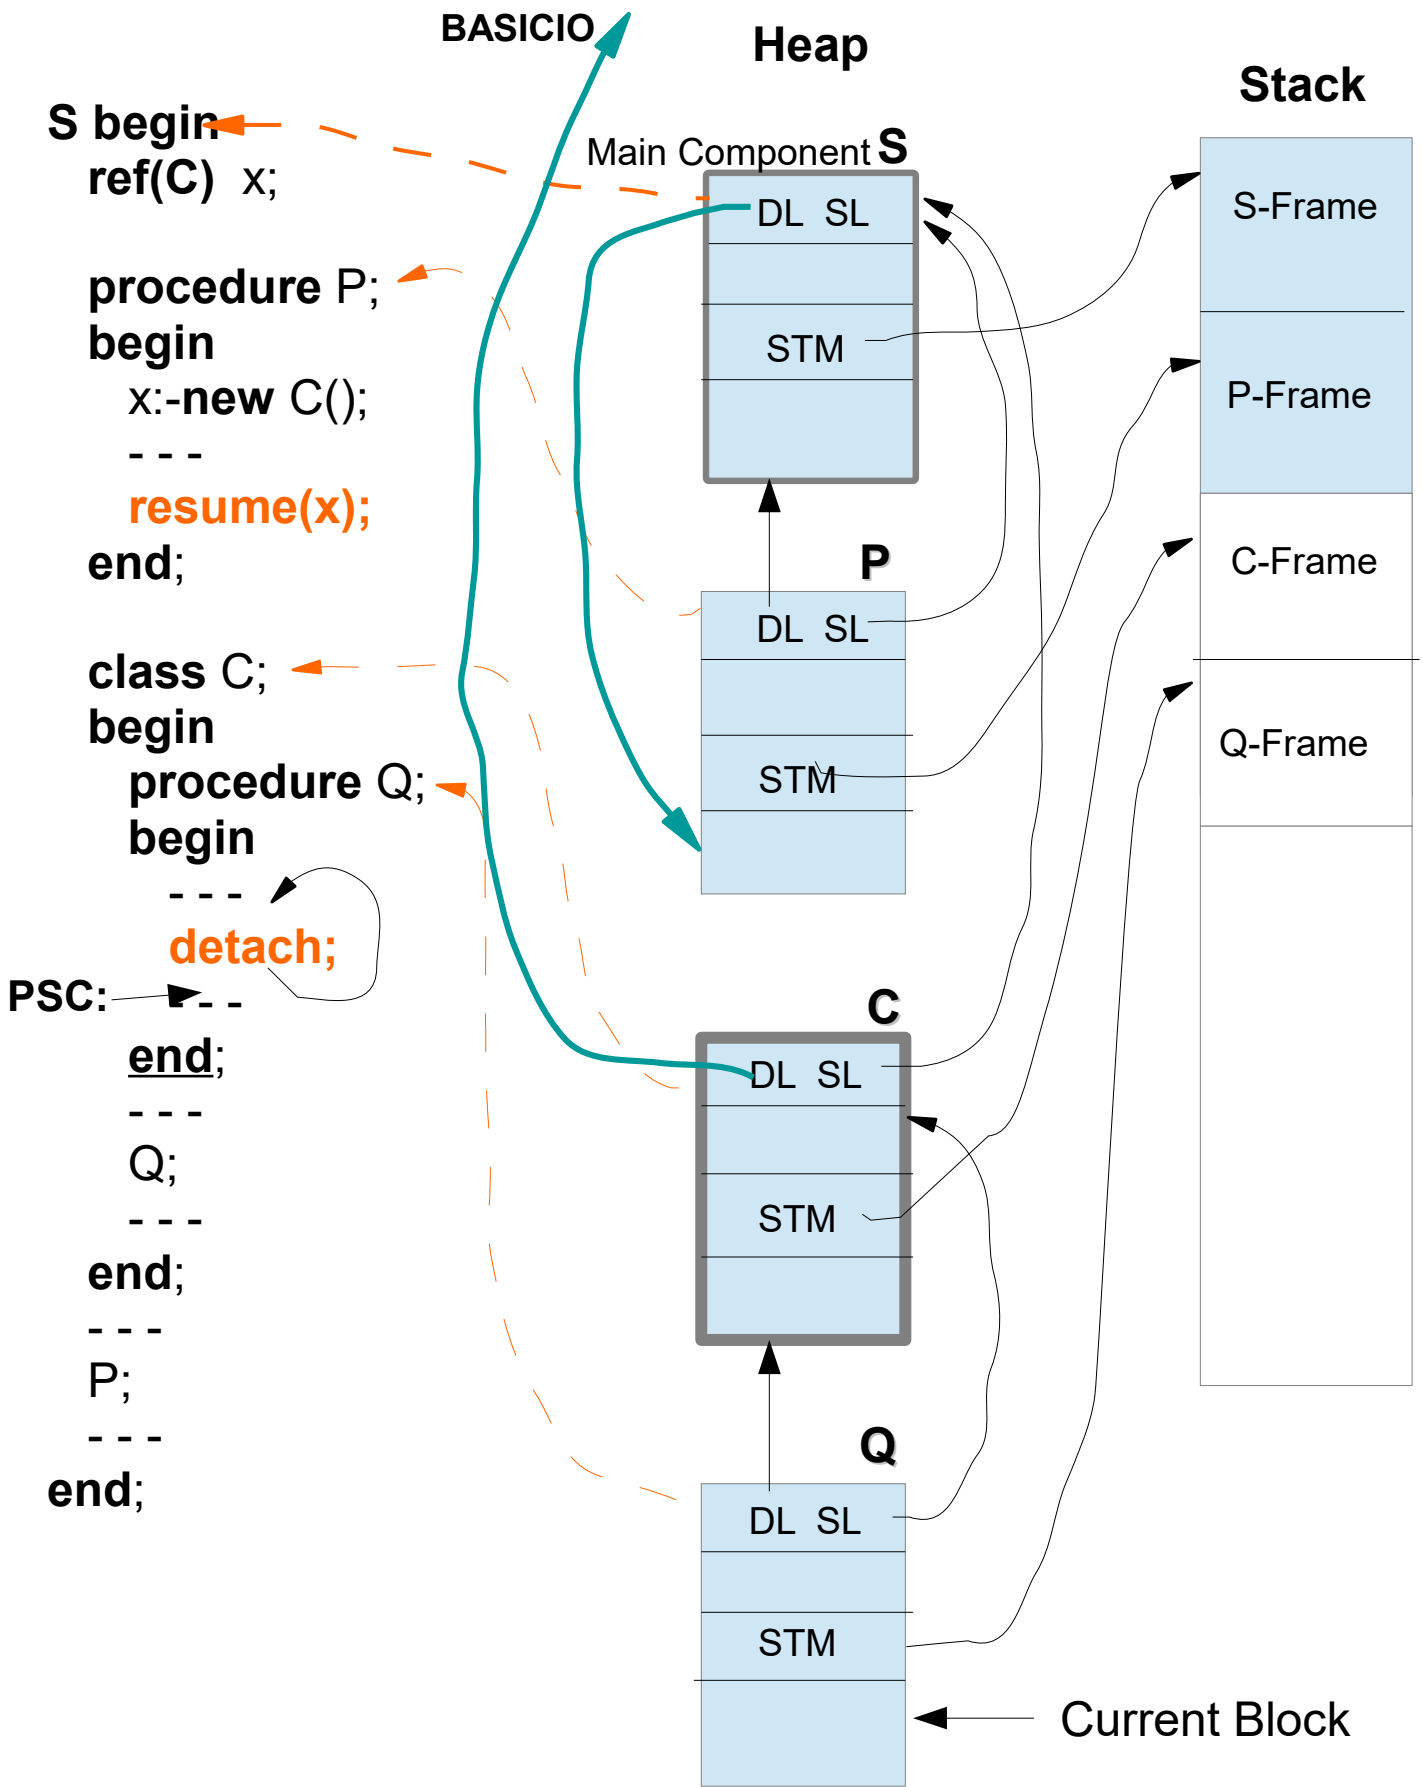 BASICIO
Heap
Stack
S begin
ref(C) x;
procedure P;
begin
x:-new C();
- - -
resume(x);
end;
class C;
begin
procedure Q;
begin
- - -
detach;
PSC: - - -
end;
- - -
Q;
- - -
end;
- - -
P;
- - -
end;
Main Component S
DL SL
STM
P
DL SL
STM
C
DL SL
STM
Q
DL SL
STM
Current Block
S-Frame
P-Frame
C-Frame
Q-Frame